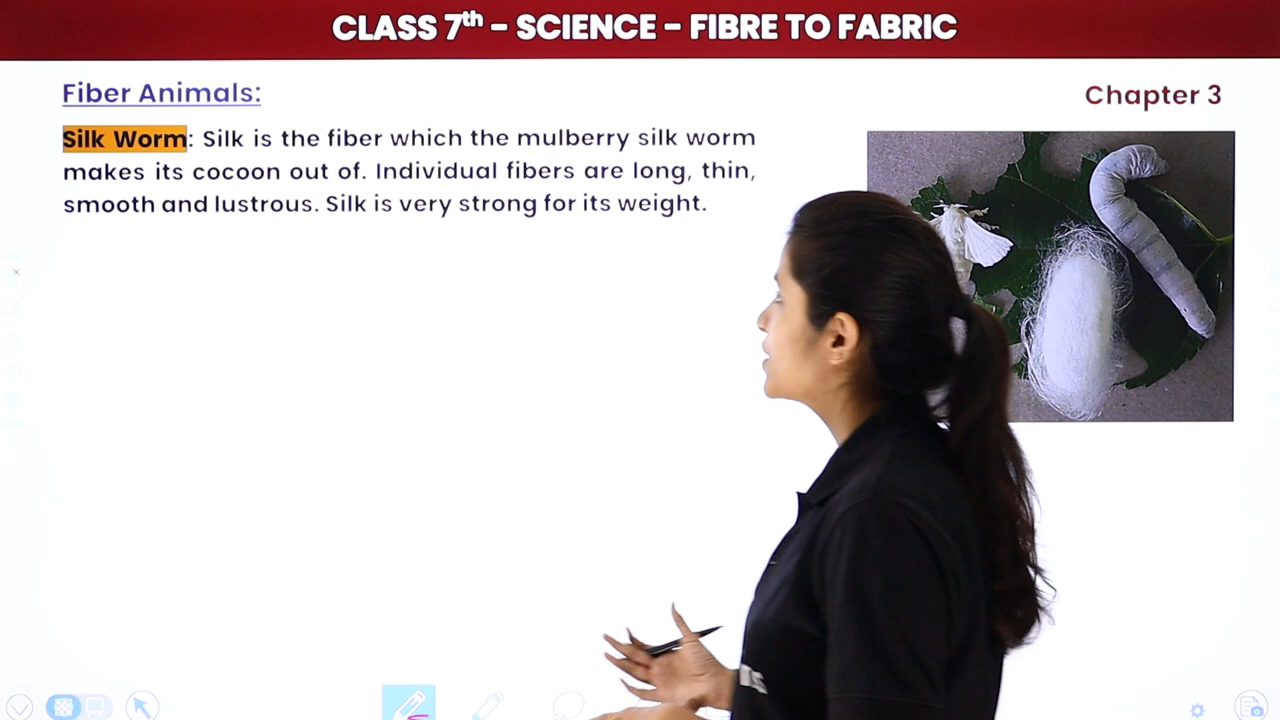 CLASS 7th – SCIENCE – FIBRE TO FABRIC
Fiber Animals:
Chapter 3
Silk Worm: Silk is the fiber which the mulberry silk worm
makes its cocoon out of. Individual fibers are long, thin,
smooth and lustrous. Silk is very strong for its weight.